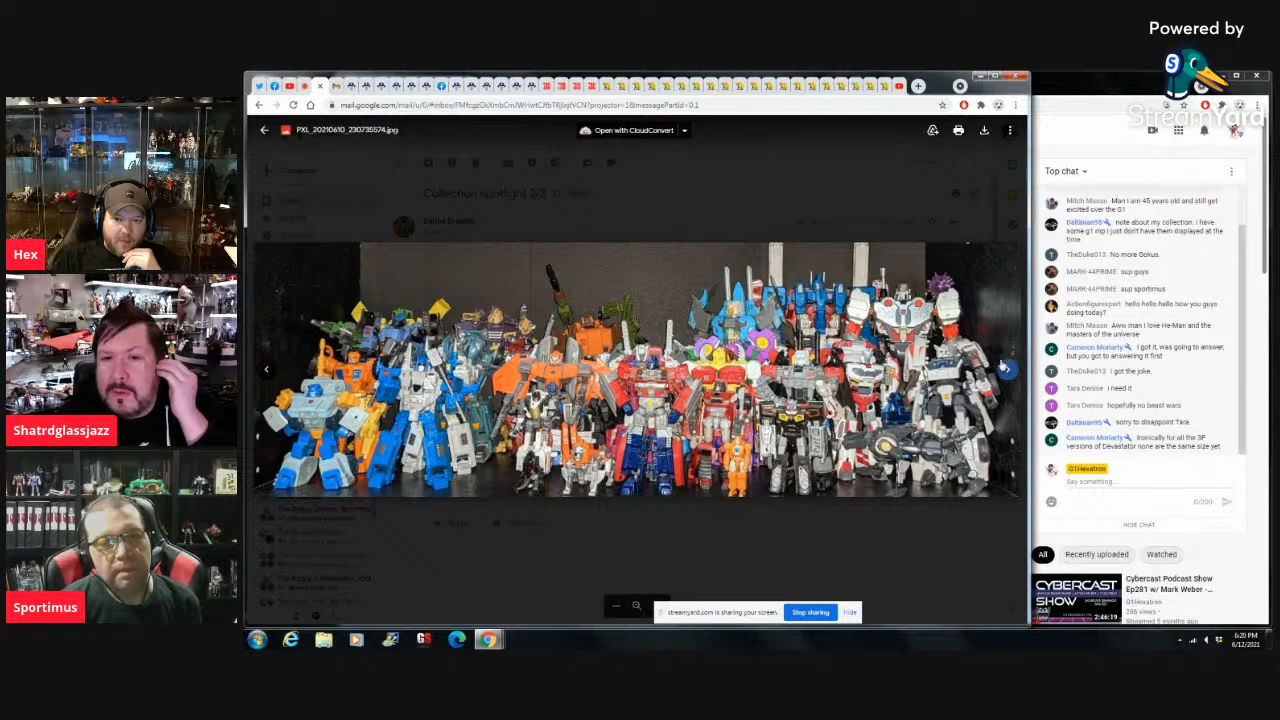 Powered by
StreamYard
Hex
Shatrdglassjazz
Sportimus
PXL_20210610_230735574.jpg
Open with CloudConvert
Collection spotlight 2/3
Top chat
Mitch Mason Man I am 45 years old and still get
excited over the G1
Daltinian95 note about my collection. I have
some g1 mp I just don't have them displayed at the
time
TheDuke013 No more Gokus.
MARK-44PRIME sup guys
MARK-44PRIME sup sportimus
Actionfigurexpert hello hello hello how you guys
doing today?
Mitch Mason Aww man I love He-Man and the
masters of the universe
Cameron Moriarty I got it, was going to answer,
but you got to answering it first
TheDuke013 I got the joke.
Tara Denise I need it
Tara Denise hopefully no beast wars
Daltinian95 sorry to disappoint Tara
Cameron Moriarty Ironically for all the 3P
versions of Devastator none are the same size yet
G1Hexatron
Say something...
0/200
HIDE CHAT
All
Recently uploaded
Watched
CYBERCAST
SHOW
2:46:19
Cybercast Podcast Show
Ep281 w/ Mark Weber -...
G1Hexatron
266 views •
Streamed 5 months ago
streamyard.com is sharing your screen.
Stop sharing
Hide
6:20 PM
6/12/2021